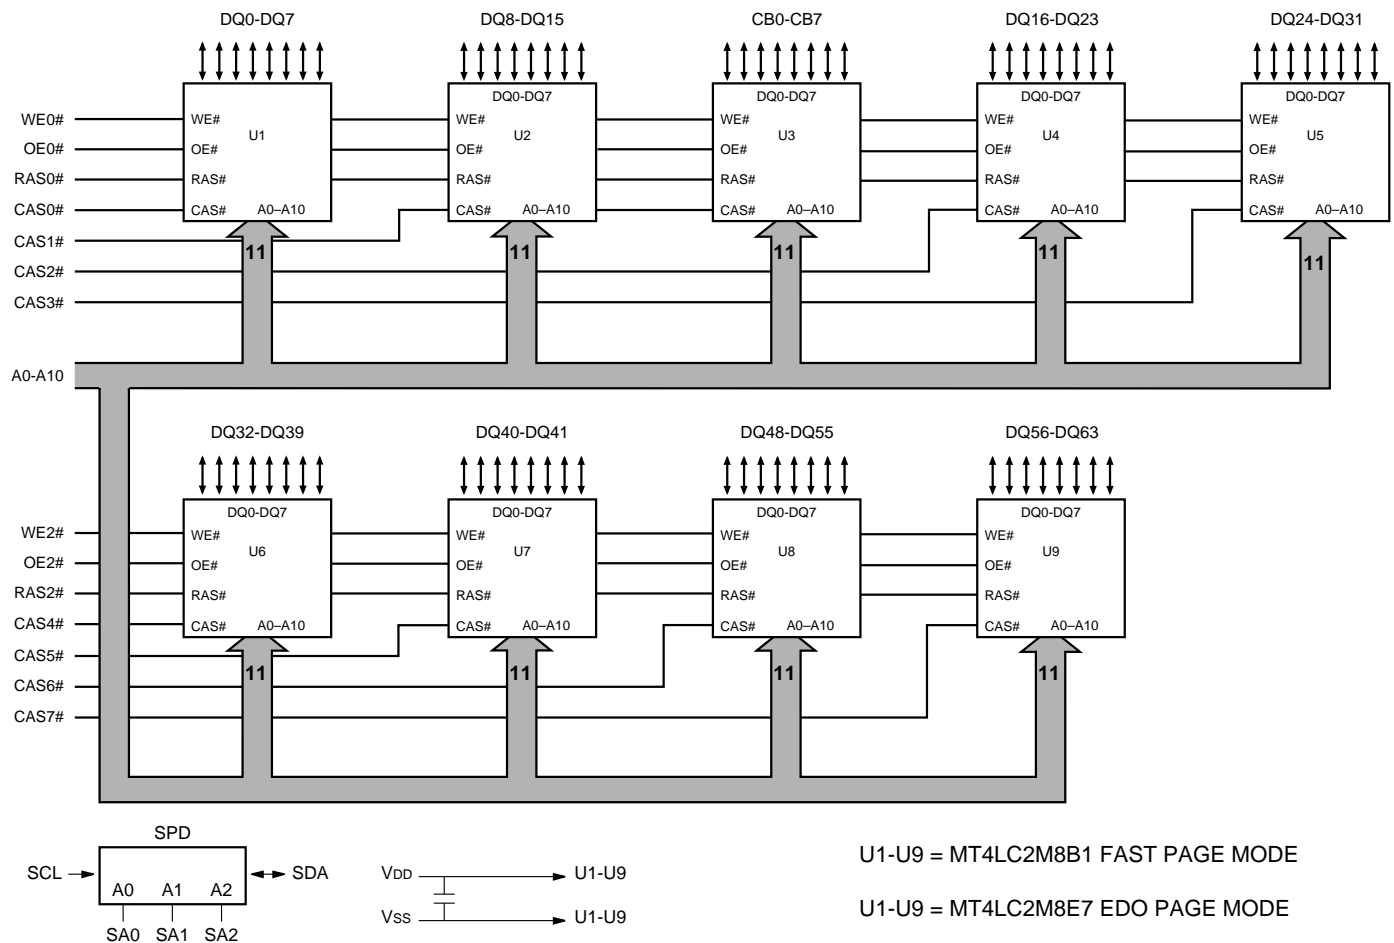 DQ0-DQ7 DQ8-DQ15 CB0-CB7 DQ16-DQ23 DQ24-DQ31
DQ0-DQ7 DQ0-DQ7 DQ0-DQ7 DQ0-DQ7
WE0# WE# WE# WE# WE# WE#
U1 U2 U3 U4 U5
OE0# OE# OE# OE# OE# OE#
RAS0# RAS# RAS# RAS# RAS# RAS#
CAS0# CAS# A0–A10 CAS# A0–A10 CAS# A0–A10 CAS# A0–A10 CAS# A0–A10
CAS1#
11 11 11 11 11
CAS2#
CAS3#
A0-A10
DQ32-DQ39 DQ40-DQ41 DQ48-DQ55 DQ56-DQ63
DQ0-DQ7 DQ0-DQ7 DQ0-DQ7 DQ0-DQ7
WE2# WE# WE# WE# WE#
U6 U7 U8 U9
OE2# OE# OE# OE# OE#
RAS2# RAS# RAS# RAS# RAS#
CAS4# CAS# A0–A10 CAS# A0–A10 CAS# A0–A10 CAS# A0–A10
CAS5#
11 11 11 11
CAS6#
CAS7#
SPD
SCL SDA
A0 A1 A2
SA0 SA1 SA2
VDD U1-U9
VSS U1-U9
U1-U9 = MT4LC2M8B1 FAST PAGE MODE
U1-U9 = MT4LC2M8E7 EDO PAGE MODE